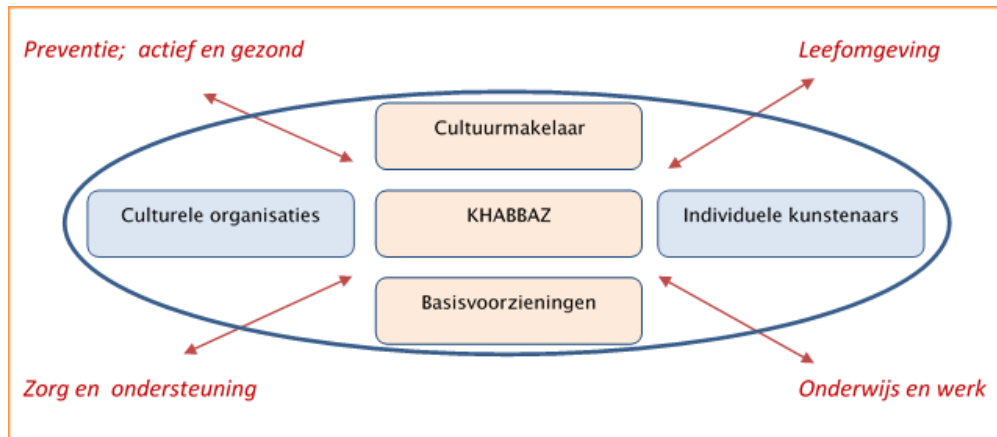 Preventie; actief en gezond
Leefomgeving
Cultuurmakelaar
Culturele organisaties
KHABBAZ
Individuele kunstenaars
Basisvoorzieningen
Zorg en ondersteuning
Onderwijs en werk